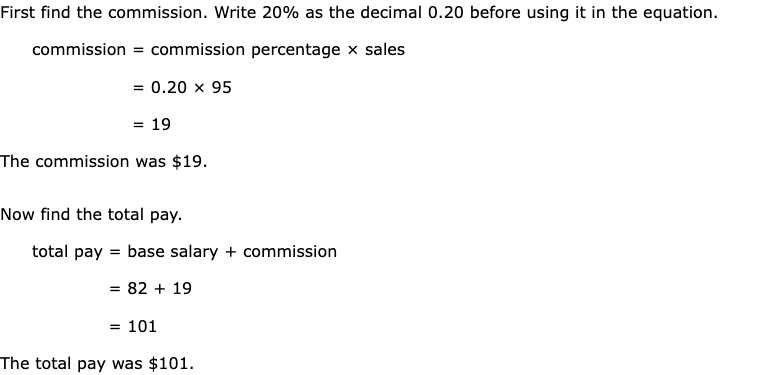 First find the commission. Write 20% as the decimal 0.20 before using it in the equation.
commission = commission percentage × sales
= 0.20 × 95
= 19
The commission was $19.
Now find the total pay.
total pay = base salary + commission
= 82 + 19
= 101
The total pay was $101.